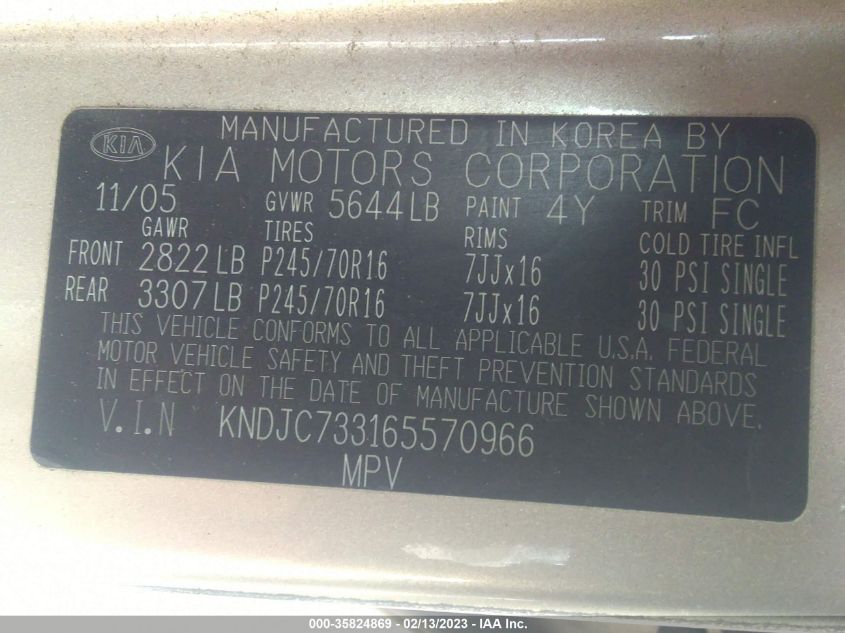 KIA
MANUFACTURED IN KOREA BY
KIA MOTORS CORPORATION
11/05 GVWR 5644LB PAINT 4Y TRIM FC
GAWR TIRES RIMS COLD TIRE INFL
FRONT 2822LB P245/70R16 7JJx16 30 PSI SINGLE
REAR 3307LB P245/70R16 7JJx16 30 PSI SINGLE
THIS VEHICLE CONFORMS TO ALL APPLICABLE U.S.A. FEDERAL
MOTOR VEHICLE SAFETY AND THEFT PREVENTION STANDARDS
IN EFFECT ON THE DATE OF MANUFACTURE SHOWN ABOVE.
V.I.N KNDJC733165570966
MPV
000-35824869 - 02/13/2023 - IAA Inc.